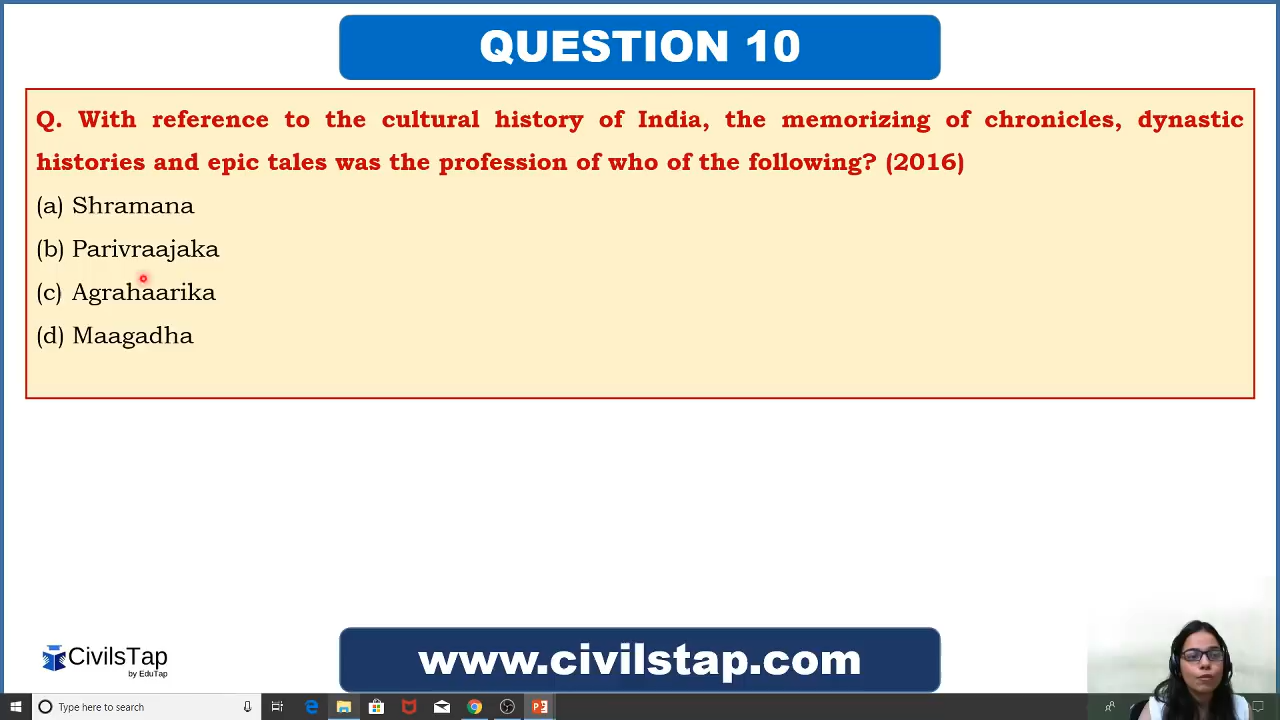 QUESTION 10
Q. With reference to the cultural history of India, the memorizing of chronicles, dynastic
histories and epic tales was the profession of who of the following? (2016)
(a) Shramana
(b) Parivraajaka
(c) Agrahaarika
(d) Maagadha
CivilsTap
by EduTap
www.civilstap.com
Type here to search